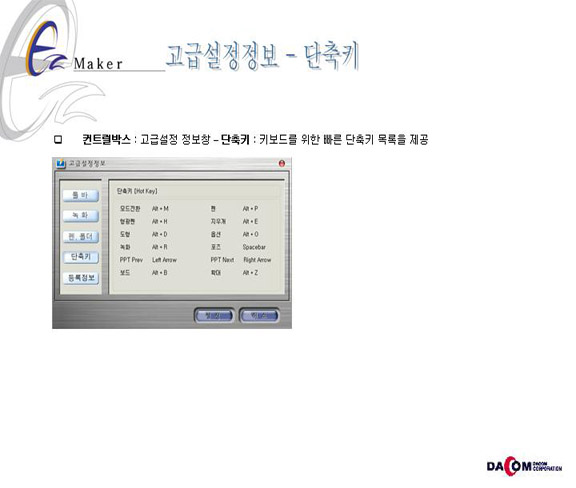 Maker
고급설정정보 - 단축키
❑ 컨트럴박스 : 고급설정 정보창 – 단축키 : 키보드를 위한 빠른 단축키 목록을 제공
고급설정정보
툴 바
녹 화
펜, 폴더
단축키
등록정보
단축키 [Hot Key]
모드전환 Alt + M 펜 Alt + P
형광펜 Alt + H 지우개 Alt + E
도형 Alt + D 옵션 Alt + O
녹화 Alt + R 포즈 Spacebar
PPT Prev Left Arrow PPT Next Right Arrow
보드 Alt + B 확대 Alt + Z
DACOM DACOM CORPORATION